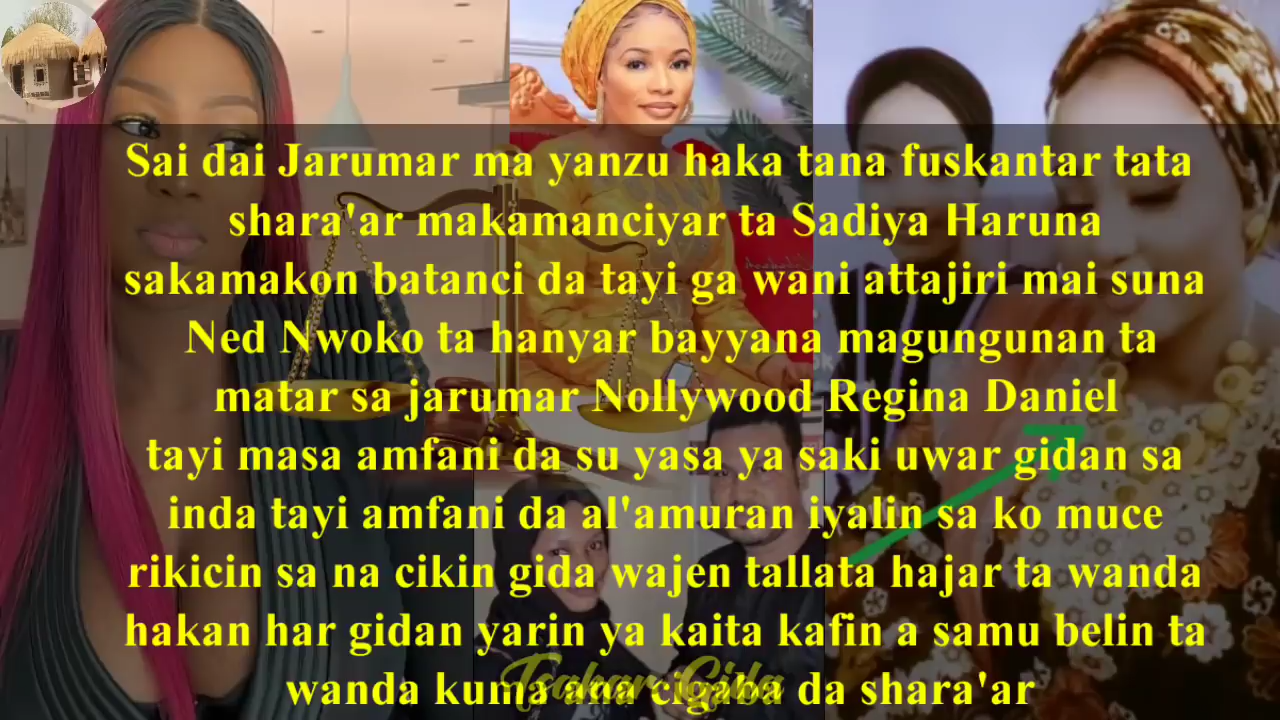 Sai dai Jarumar ma yanzu haka tana fuskantar tata
shara'ar makamanciyar ta Sadiya Haruna
sakamakon batanci da tayi ga wani attajiri mai suna
Ned Nwoko ta hanyar bayyana magungunan ta
matar sa jarumar Nollywood Regina Daniel
tayi masa amfani da su yasa ya saki uwar gidan sa
inda tayi amfani da al'amuran iyalin sa ko muce
rikicin sa na cikin gida wajen tallata hajar ta wanda
hakan har gidan yarin ya kaita kafin a samu belin ta
wanda kuma ana cigaba da shara'ar
Tsakar Gida